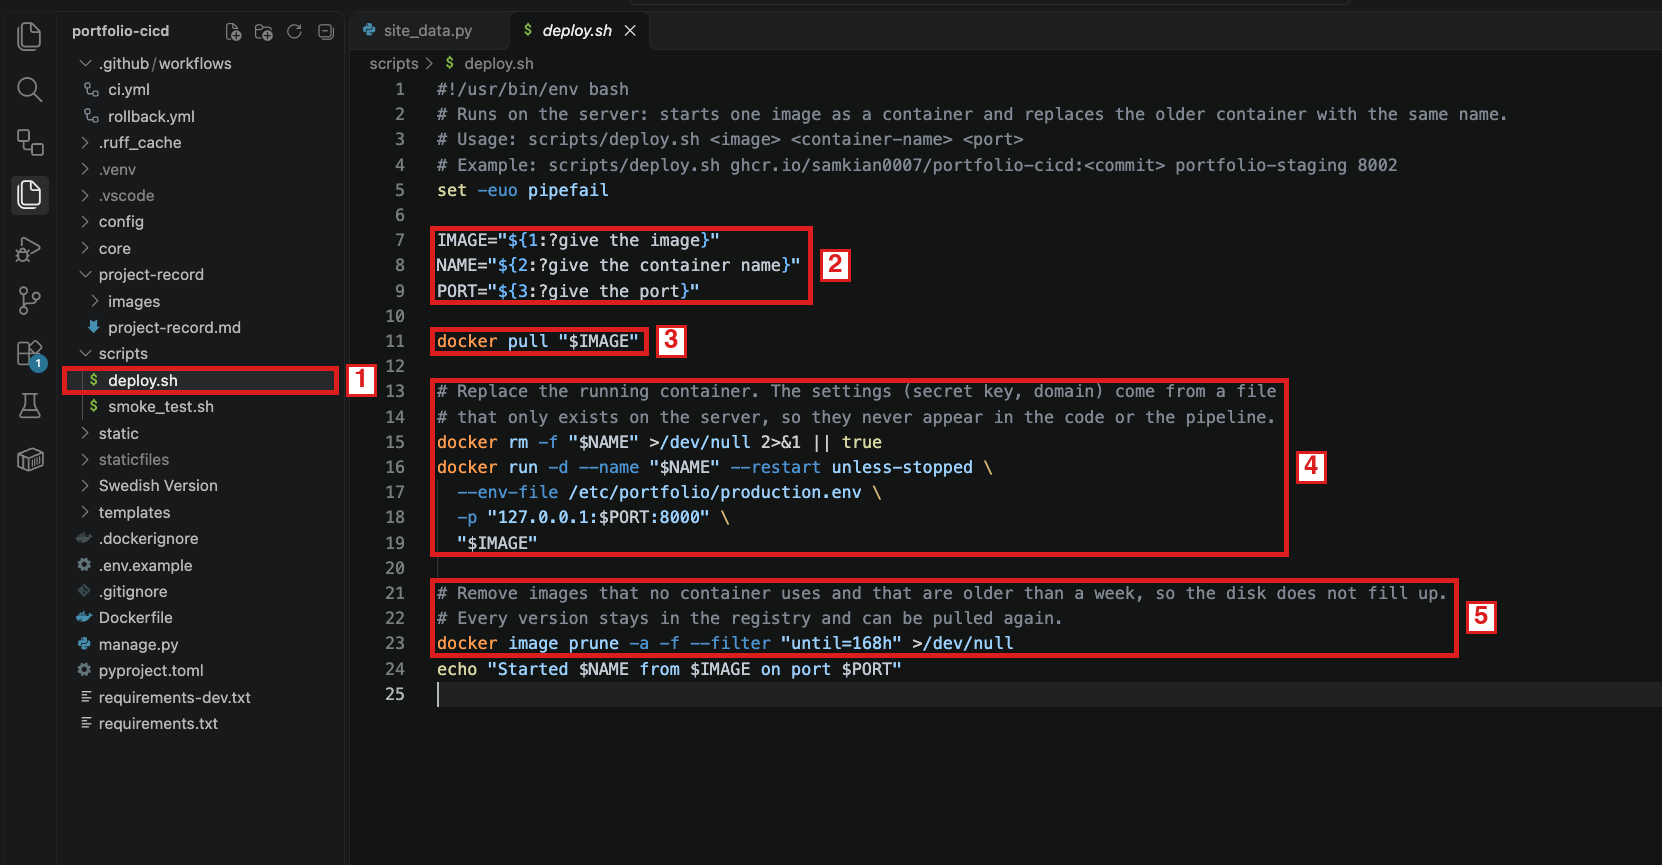 portfolio-cicd
.github / workflows
ci.yml
rollback.yml
.ruff_cache
.venv
.vscode
config
core
project-record
images
project-record.md
scripts
deploy.sh
1
smoke_test.sh
static
staticfiles
Swedish Version
templates
.dockerignore
.env.example
.gitignore
Dockerfile
manage.py
pyproject.toml
requirements-dev.txt
requirements.txt
1
site_data.py
$ deploy.sh
scripts > $ deploy.sh
1 #!/usr/bin/env bash
2 # Runs on the server: starts one image as a container and replaces the older container with the same name.
3 # Usage: scripts/deploy.sh <image> <container-name> <port>
4 # Example: scripts/deploy.sh ghcr.io/samkian0007/portfolio-cicd:<commit> portfolio-staging 8002
5 set -euo pipefail
6
7 IMAGE="${1:?give the image}"
8 NAME="${2:?give the container name}"
2
9 PORT="${3:?give the port}"
10
11 docker pull "$IMAGE"
3
12
13 # Replace the running container. The settings (secret key, domain) come from a file
14 # that only exists on the server, so they never appear in the code or the pipeline.
15 docker rm -f "$NAME" >/dev/null 2>&1 || true
16 docker run -d --name "$NAME" --restart unless-stopped \
4
17 --env-file /etc/portfolio/production.env \
18 -p "127.0.0.1:$PORT:8000" \
19 "$IMAGE"
20
21 # Remove images that no container uses and that are older than a week, so the disk does not fill up.
22 # Every version stays in the registry and can be pulled again.
5
23 docker image prune -a -f --filter "until=168h" >/dev/null
24 echo "Started $NAME from $IMAGE on port $PORT"
25